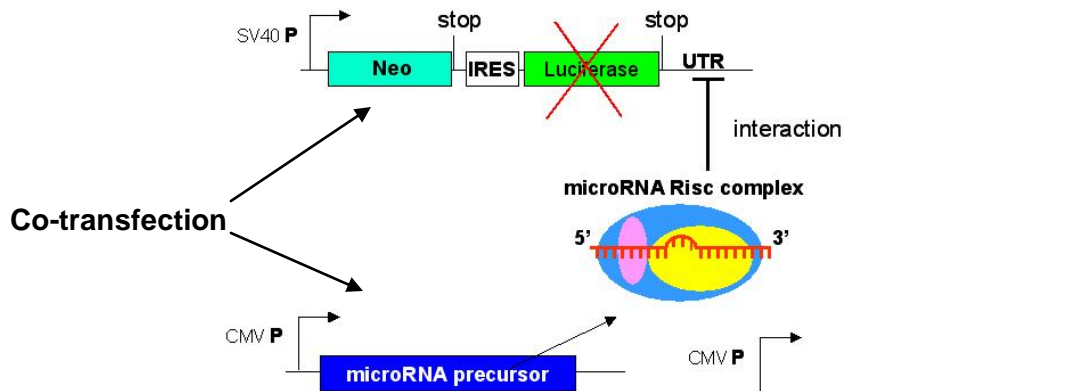 stop stop
SV40 P
Neo IRES Luciferase UTR
interaction
microRNA Risc complex
Co-transfection
5’ 3’
CMV P
CMV P
microRNA precursor